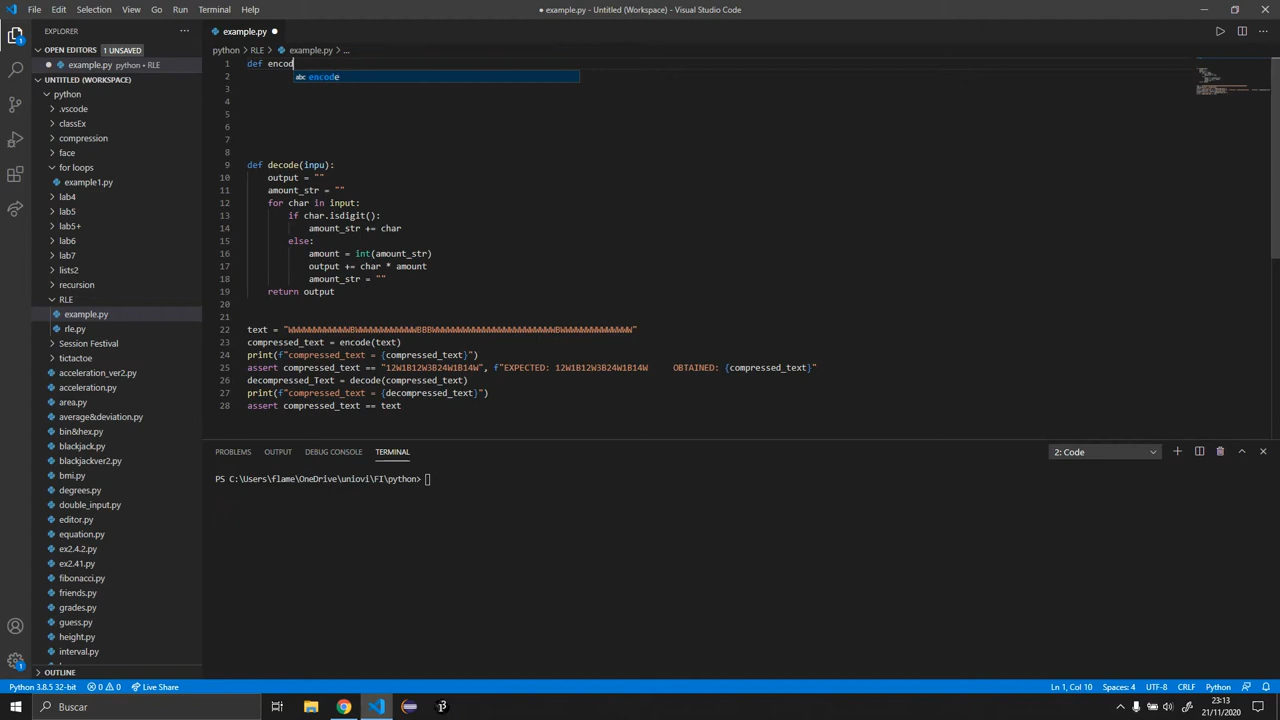 File Edit Selection View Go Run Terminal Help
● example.py - Untitled (Workspace) - Visual Studio Code
EXPLORER
OPEN EDITORS 1 UNSAVED
example.py python • RLE
UNTITLED (WORKSPACE)
python
.vscode
classEx
compression
face
for loops
example1.py
lab4
lab5
lab5+
lab6
lab7
lists2
recursion
RLE
example.py
rle.py
Session Festival
tictactoe
acceleration_ver2.py
acceleration.py
area.py
average&deviation.py
bin&hex.py
blackjack.py
blackjackver2.py
bmi.py
degrees.py
double_input.py
editor.py
equation.py
ex2.4.2.py
ex2.41.py
fibonacci.py
friends.py
grades.py
guess.py
height.py
interval.py
OUTLINE
example.py
python > RLE > example.py > ...
1 def encod
abc encode
2
3
4
5
6
7
8
9 def decode(inpu):
10 output = ""
11 amount_str = ""
12 for char in input:
13 if char.isdigit():
14 amount_str += char
15 else:
16 amount = int(amount_str)
17 output += char * amount
18 amount_str = ""
19 return output
20
21
22 text = "WWWWWWWWWWWWBWWWWWWWWWWWWBBBWWWWWWWWWWWWWWWWWWWWWWWWBWWWWWWWWWWWWWW"
23 compressed_text = encode(text)
24 print(f"compressed_text = {compressed_text}")
25 assert compressed_text == "12W1B12W3B24W1B14W", f"EXPECTED: 12W1B12W3B24W1B14W OBTAINED: {compressed_text}"
26 decompressed_Text = decode(compressed_text)
27 print(f"compressed_text = {decompressed_text}")
28 assert compressed_text == text
PROBLEMS OUTPUT DEBUG CONSOLE TERMINAL
2: Code
PS C:\Users\flame\OneDrive\uniovi\FI\python>
Python 3.8.5 32-bit 0 0 Live Share
Ln 1, Col 10 Spaces: 4 UTF-8 CRLF Python
Buscar
23:13
21/11/2020